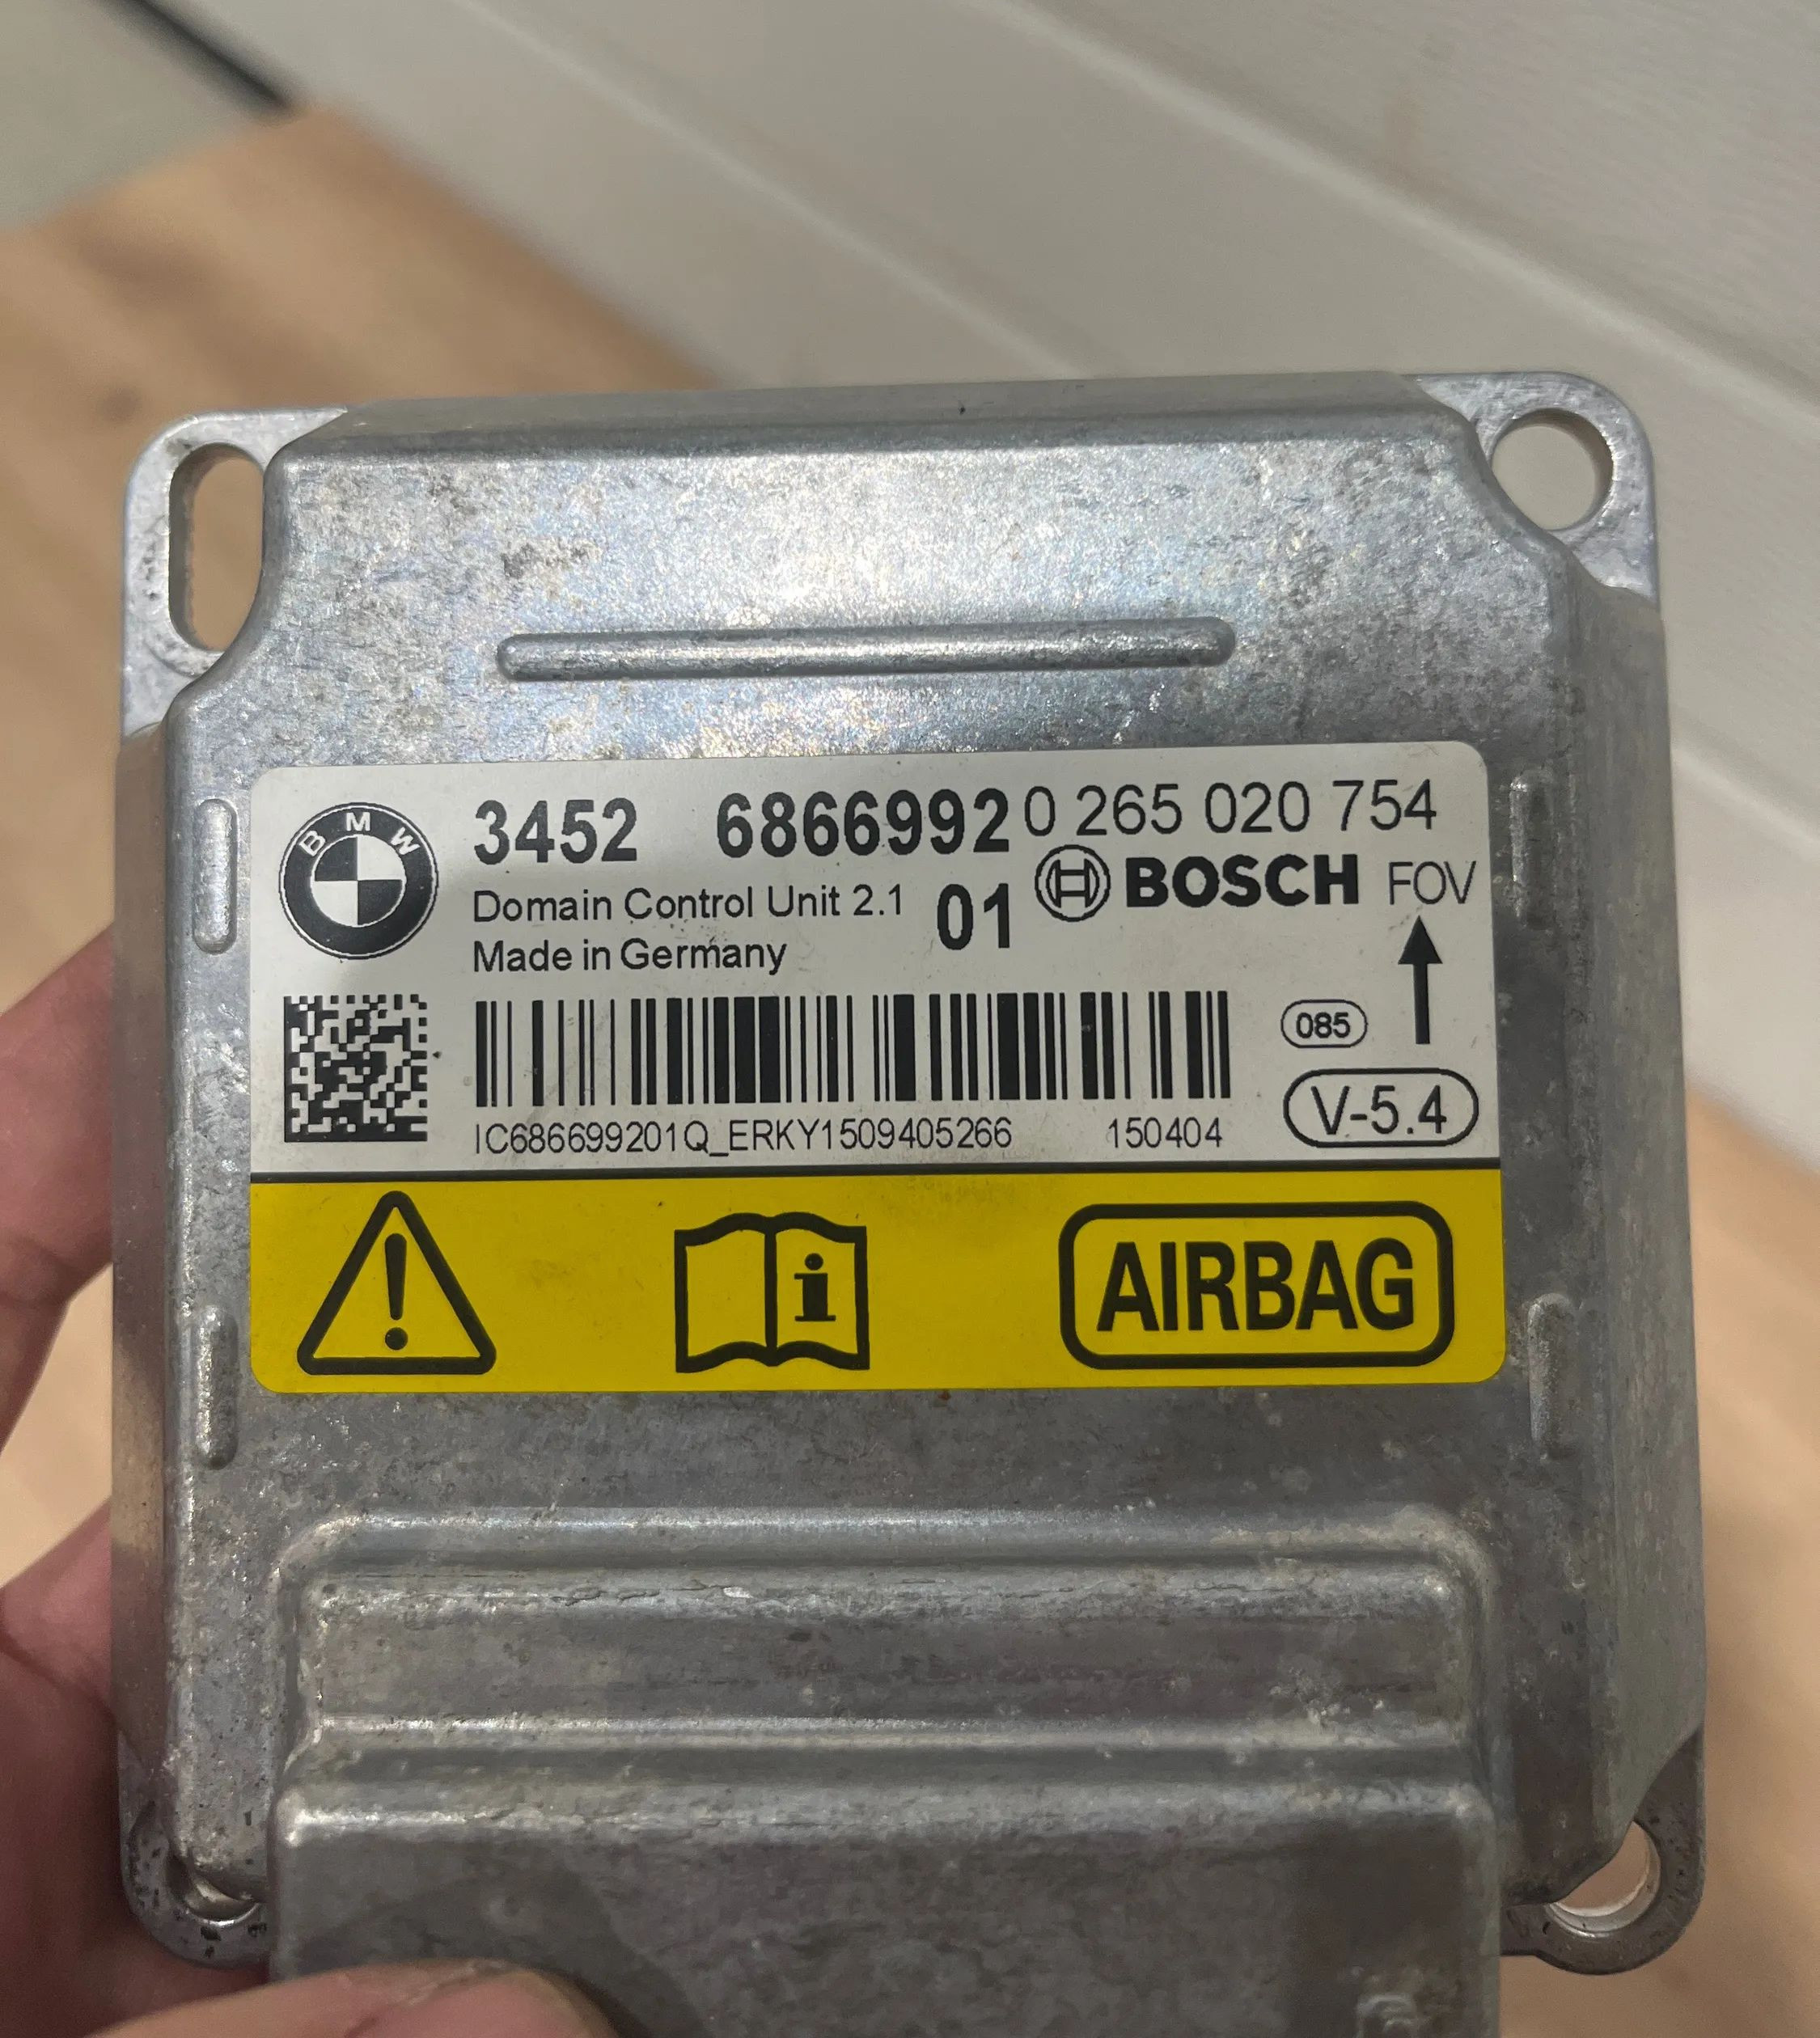 BMW
3452 6866992 0 265 020 754
Domain Control Unit 2.1 01 BOSCH FOV
Made in Germany
085
IC686699201Q_ERKY1509405266 150404 V-5.4
i AIRBAG